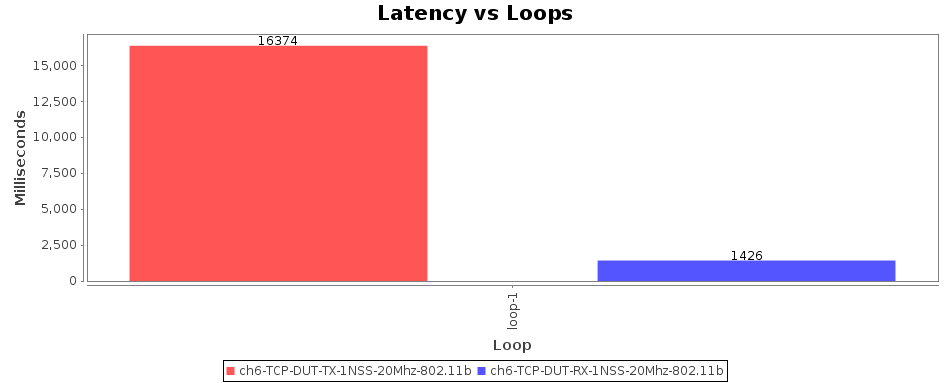 Latency vs Loops
16374
15,000
12,500
10,000
7,500
5,000
2,500
0
Milliseconds
1426
loop-1
Loop
ch6-TCP-DUT-TX-1NSS-20Mhz-802.11b ch6-TCP-DUT-RX-1NSS-20Mhz-802.11b